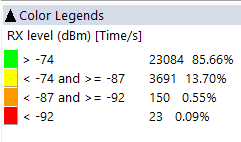 Color Legends
RX level (dBm) [Time/s]
> -74 23084 85.66%
< -74 and >= -87 3691 13.70%
< -87 and >= -92 150 0.55%
< -92 23 0.09%